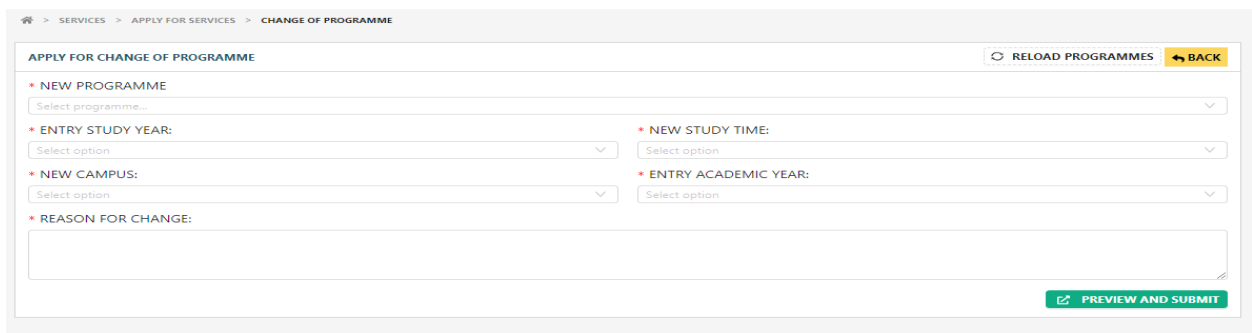 > SERVICES > APPLY FOR SERVICES > CHANGE OF PROGRAMME
APPLY FOR CHANGE OF PROGRAMME RELOAD PROGRAMMES BACK
* NEW PROGRAMME
Select programme...
* ENTRY STUDY YEAR: * NEW STUDY TIME:
Select option Select option
* NEW CAMPUS: * ENTRY ACADEMIC YEAR:
Select option Select option
* REASON FOR CHANGE:
PREVIEW AND SUBMIT